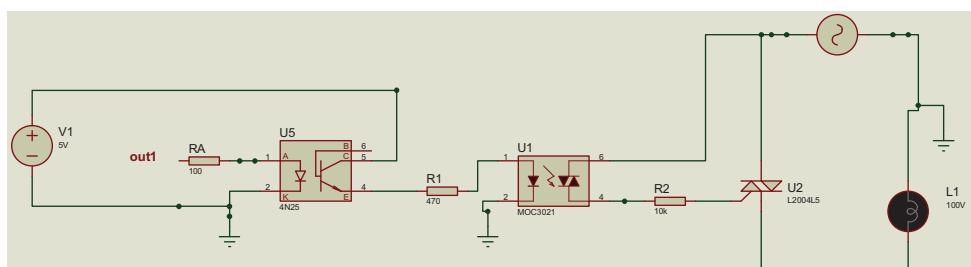 V1
5V
out1
RA
100
U5
A
K
B
C
E
1
2
6
5
4
4N25
R1
470
U1
1
2
6
4
MOC3021
R2
10k
U2
L2004L5
L1
100V